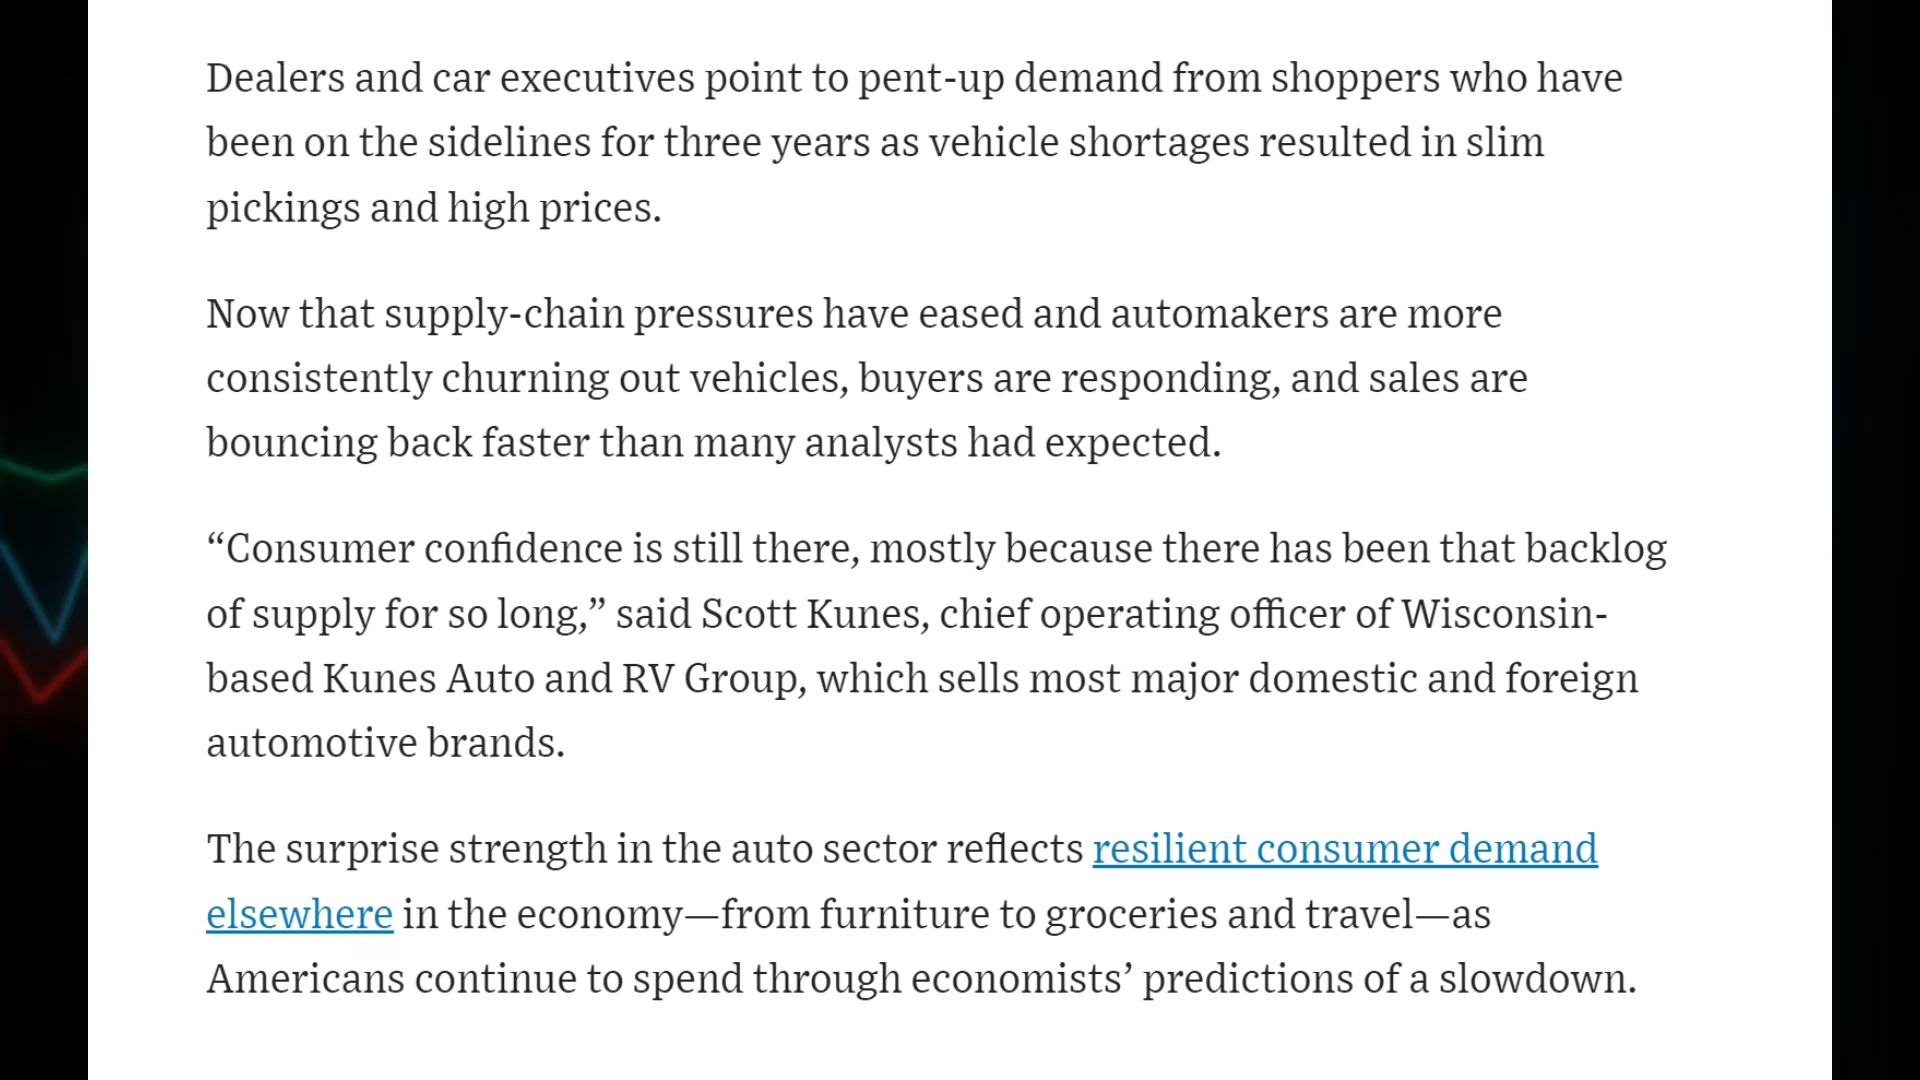 Dealers and car executives point to pent-up demand from shoppers who have
been on the sidelines for three years as vehicle shortages resulted in slim
pickings and high prices.
Now that supply-chain pressures have eased and automakers are more
consistently churning out vehicles, buyers are responding, and sales are
bouncing back faster than many analysts had expected.
“Consumer confidence is still there, mostly because there has been that backlog
of supply for so long,” said Scott Kunes, chief operating officer of Wisconsin-
based Kunes Auto and RV Group, which sells most major domestic and foreign
automotive brands.
The surprise strength in the auto sector reflects resilient consumer demand
elsewhere in the economy—from furniture to groceries and travel—as
Americans continue to spend through economists’ predictions of a slowdown.